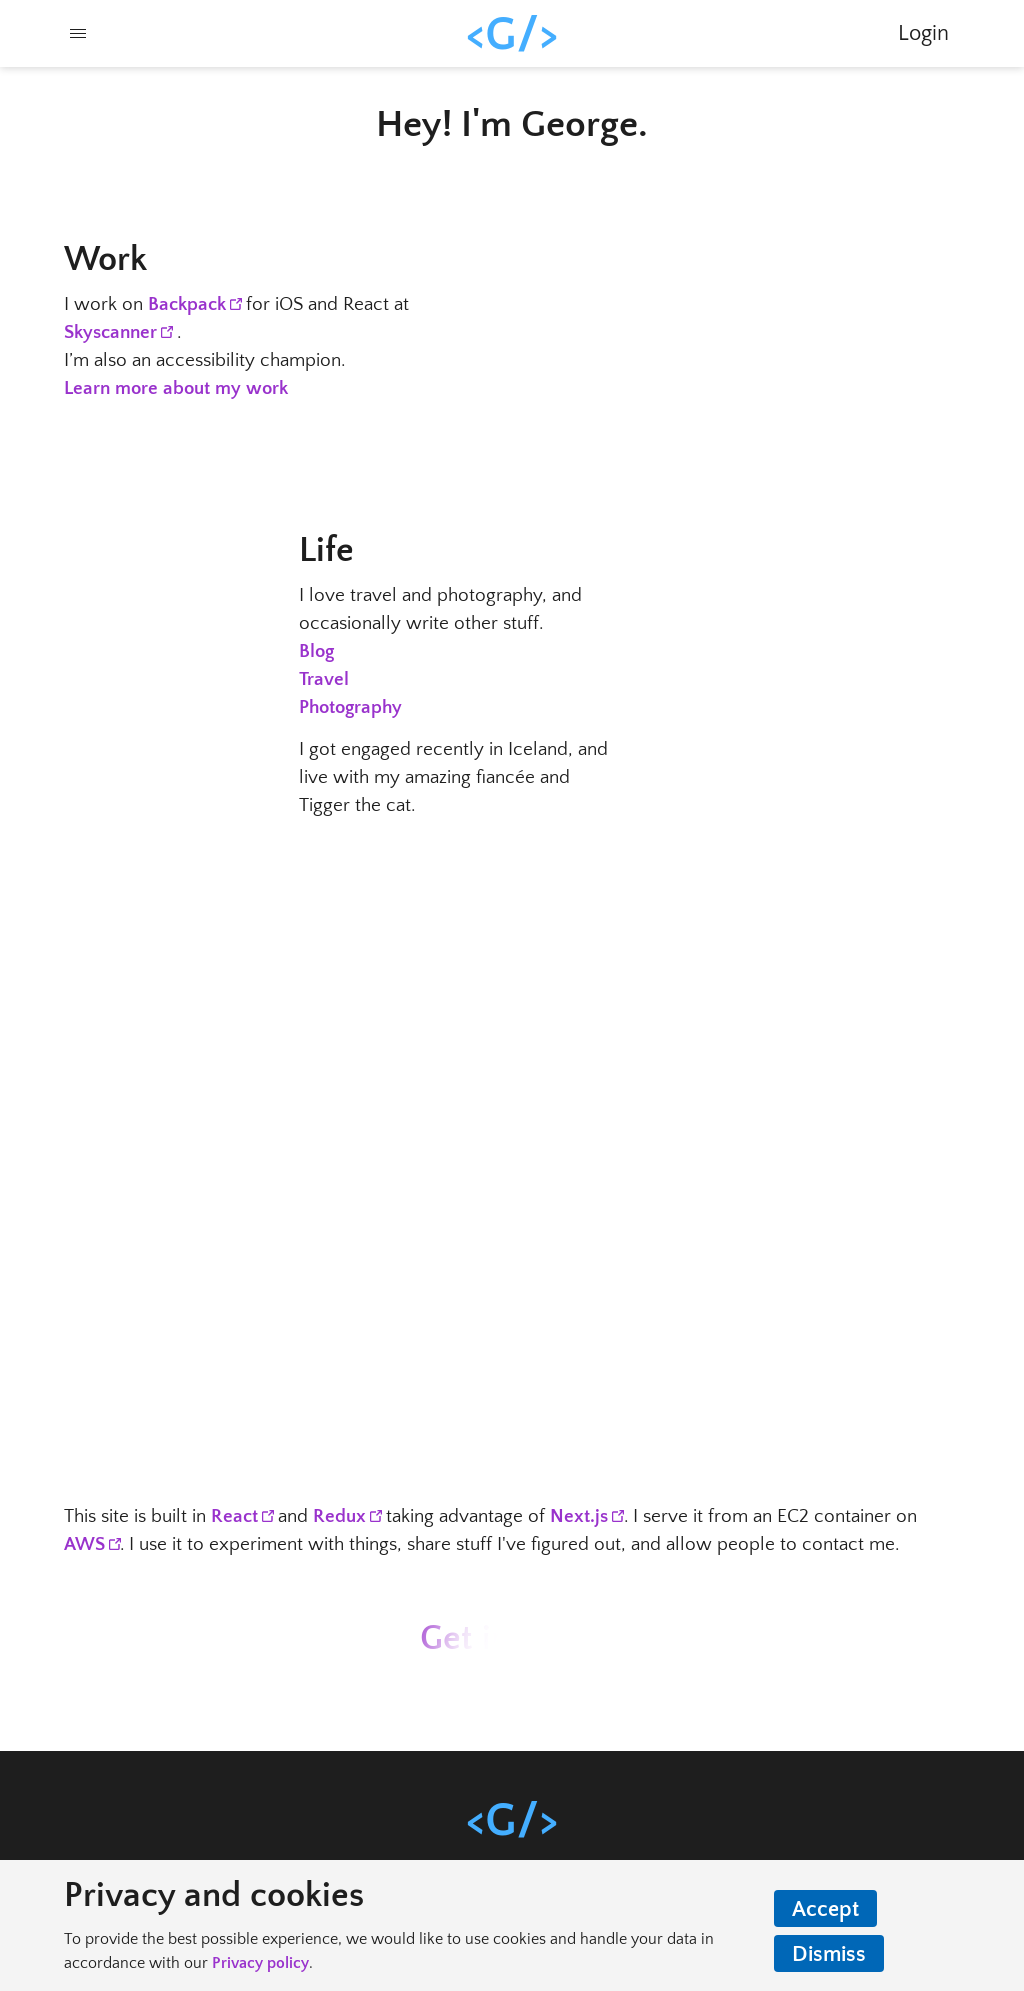 <G/>
Login
Hey! I'm George.
Work
I work on Backpack for iOS and React at
Skyscanner .
I’m also an accessibility champion.
Learn more about my work
Life
I love travel and photography, and
occasionally write other stuff.
Blog
Travel
Photography
I got engaged recently in Iceland, and
live with my amazing fiancée and
Tigger the cat.
This site is built in React and Redux taking advantage of Next.js . I serve it from an EC2 container on
AWS . I use it to experiment with things, share stuff I've figured out, and allow people to contact me.
Get
<G/>
Privacy and cookies
To provide the best possible experience, we would like to use cookies and handle your data in
accordance with our Privacy policy.
Accept
Dismiss